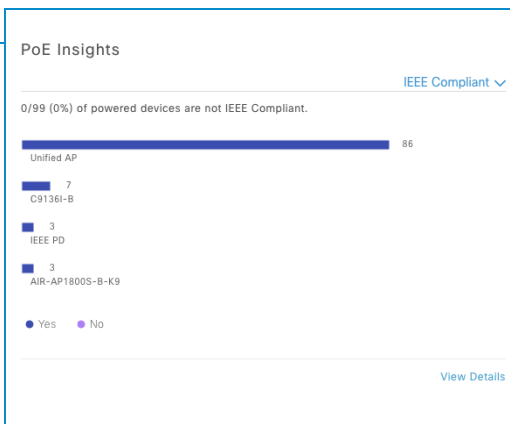 PoE Insights
IEEE Compliant
0/99 (0%) of powered devices are not IEEE Compliant.
86
Unified AP
7
C9136I-B
3
IEEE PD
3
AIR-AP1800S-B-K9
Yes No
View Details